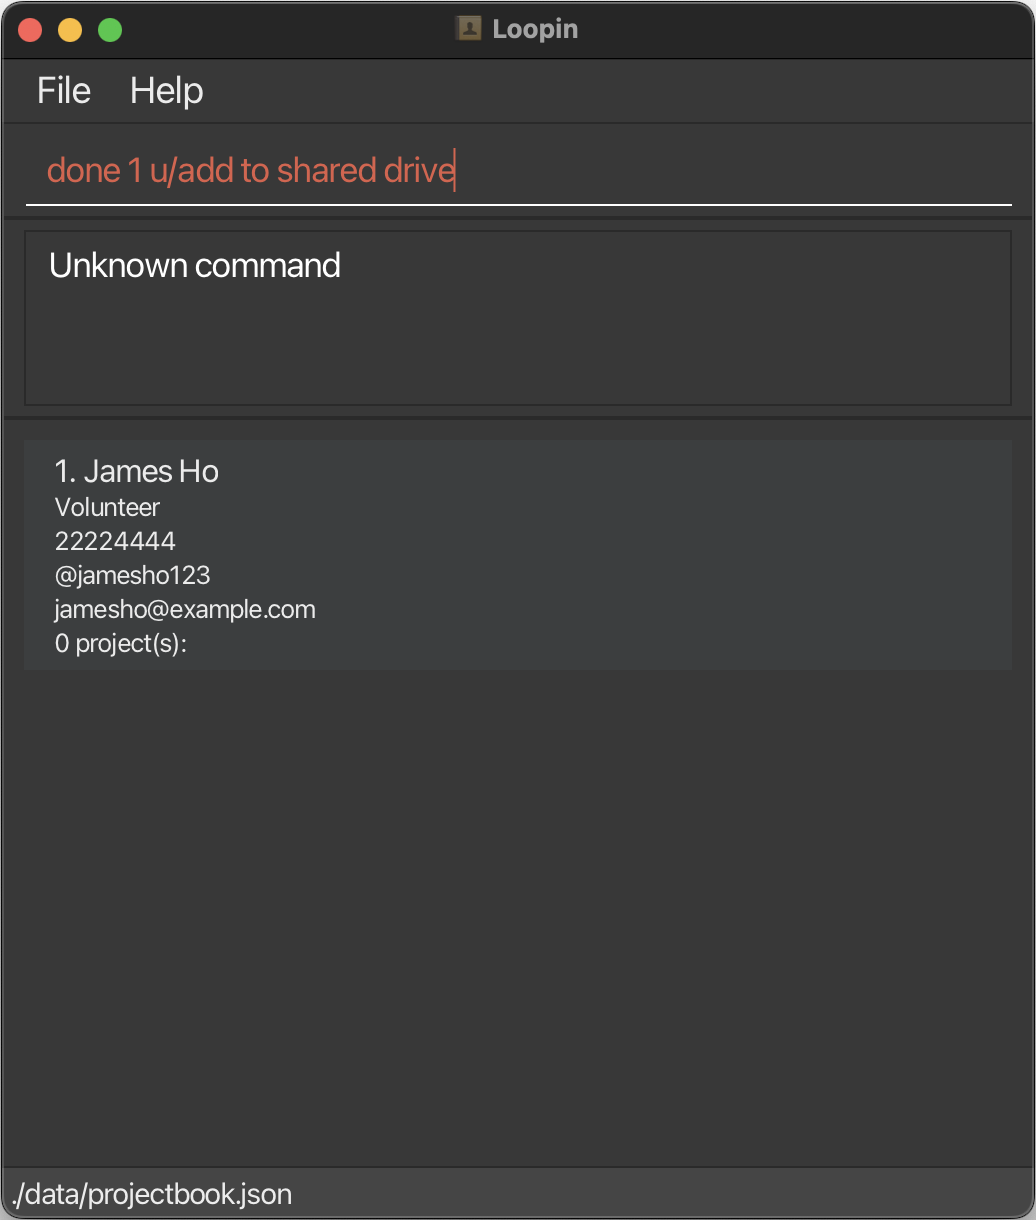 Loopin
File Help
done 1 u/add to shared drive
Unknown command
1. James Ho
Volunteer
22224444
@jamesho123
jamesho@example.com
0 project(s):
./data/projectbook.json